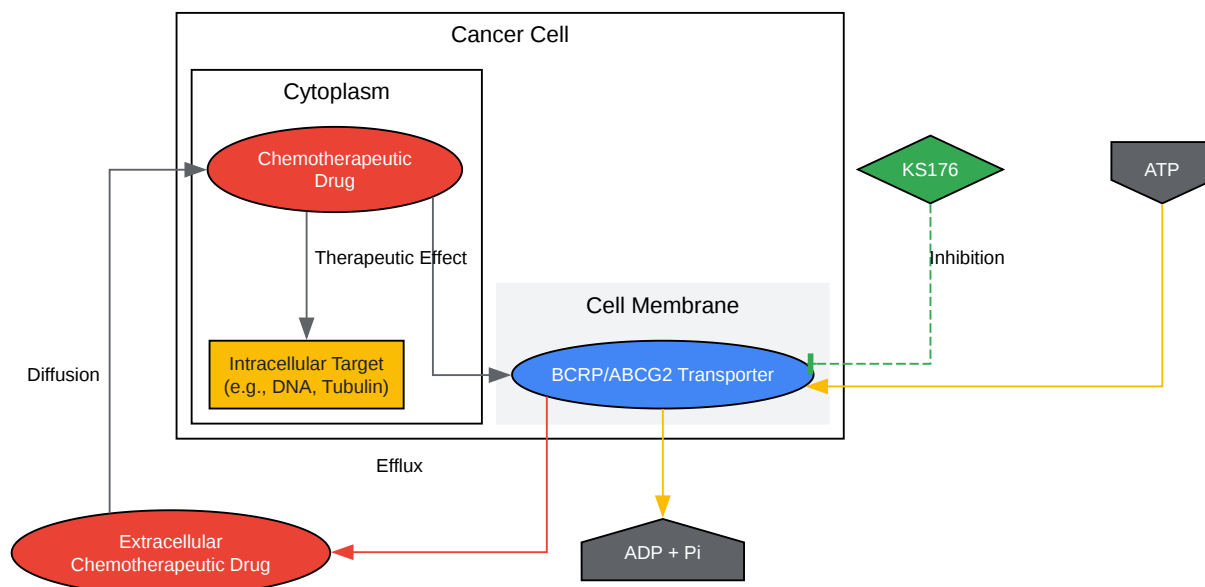 Cancer Cell
Cytoplasm
Chemotherapeutic
Drug
KS176
ATP
Therapeutic Effect
Inhibition
Cell Membrane
Intracellular Target
(e.g., DNA, Tubulin)
BCRP/ABCG2 Transporter
Diffusion
Efflux
Extracellular
Chemotherapeutic Drug
ADP + Pi